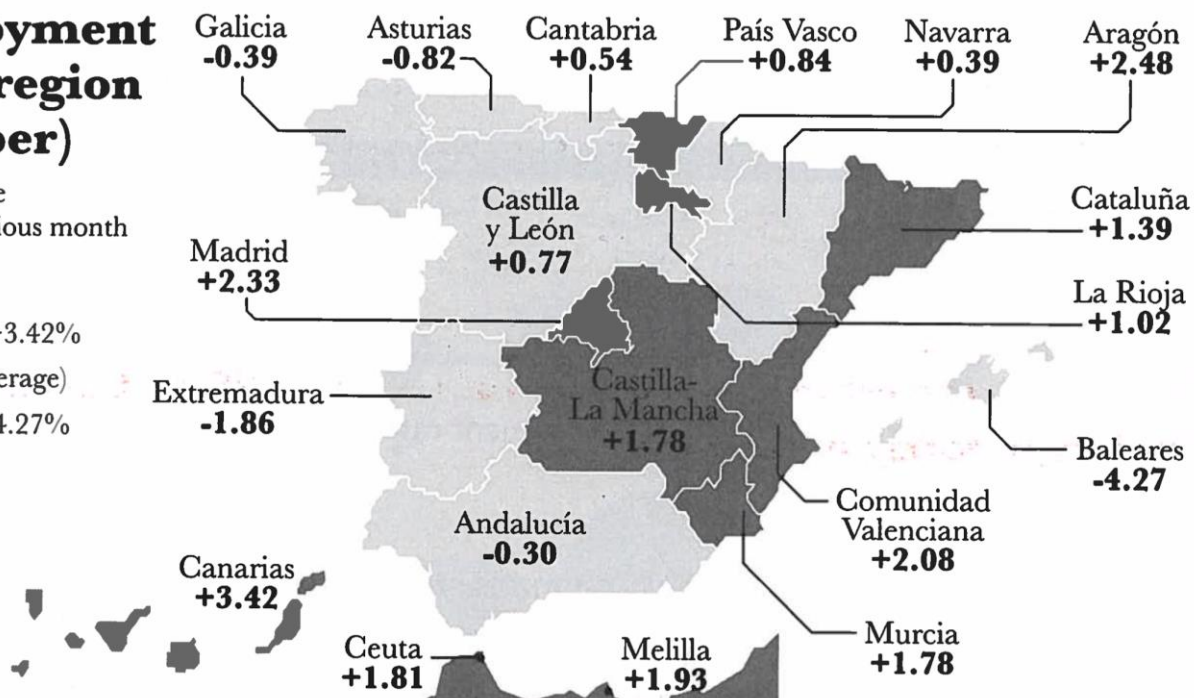 oyment
region
ber)
e
ious month
3.42%
erage)
4.27%
Galicia
-0.39
Asturias
-0.82
Cantabria
+0.54
País Vasco
+0.84
Navarra
+0.39
Aragón
+2.48
Castilla
y León
+0.77
Madrid
+2.33
Cataluña
+1.39
La Rioja
+1.02
Extremadura
-1.86
Castilla-
La Mancha
+1.78
Baleares
-4.27
Andalucía
-0.30
Comunidad
Valenciana
+2.08
Canarias
+3.42
Murcia
+1.78
Ceuta
+1.81
Melilla
+1.93